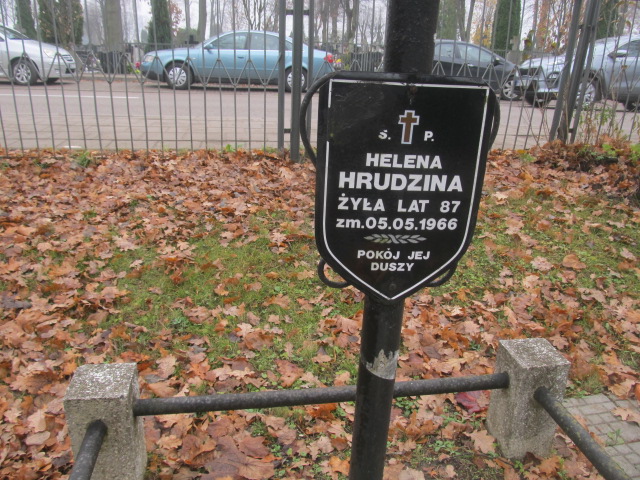 Ś. P.
HELENA
HRUDZINA
ŻYŁA LAT 87
zm.05.05.1966
POKÓJ JEJ
DUSZY